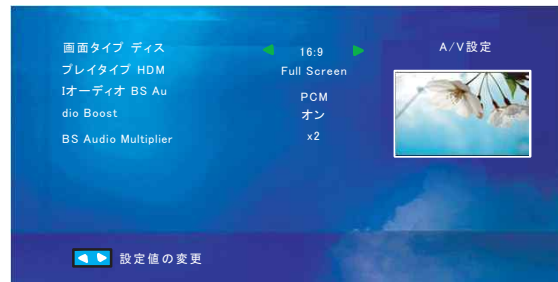 画面タイプ ディス
16:9
A/V設定
プレイタイプ HDM
Full Screen
Iオーディオ BS Au
PCM
dio Boost
オン
BS Audio Multiplier
x2
設定値の変更